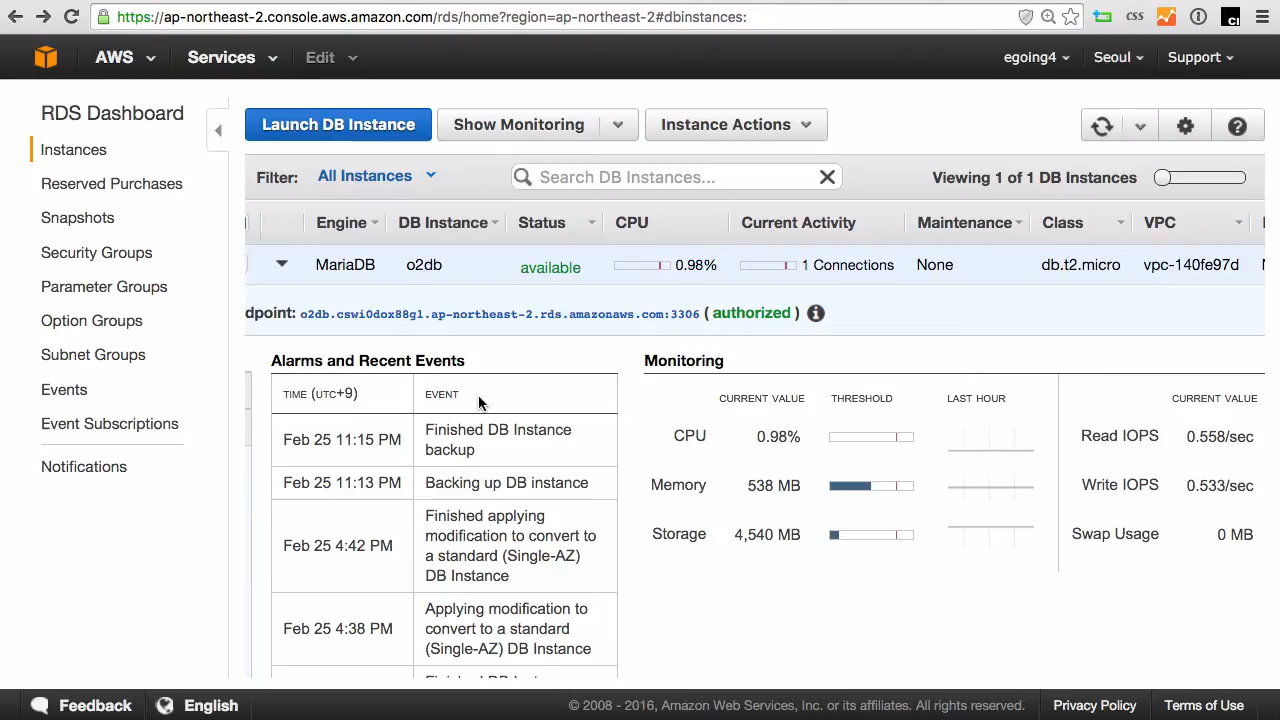 https://ap-northeast-2.console.aws.amazon.com/rds/home?region=ap-northeast-2#dbinstances:
CSS
AWS Services Edit egoing4 Seoul Support
RDS Dashboard
Instances
Reserved Purchases
Snapshots
Security Groups
Parameter Groups
Option Groups
Subnet Groups
Events
Event Subscriptions
Notifications
Launch DB Instance Show Monitoring Instance Actions
Filter: All Instances Search DB Instances... Viewing 1 of 1 DB Instances
Engine DB Instance Status CPU Current Activity Maintenance Class VPC
MariaDB o2db available 0.98% 1 Connections None db.t2.micro vpc-140fe97d
dpoint: o2db.cswi0dox88gl.ap-northeast-2.rds.amazonaws.com:3306 ( authorized )
Alarms and Recent Events
TIME (UTC+9) EVENT
Feb 25 11:15 PM Finished DB Instance
backup
Feb 25 11:13 PM Backing up DB instance
Feb 25 4:42 PM Finished applying
modification to convert to
a standard (Single-AZ)
DB Instance
Feb 25 4:38 PM Applying modification to
convert to a standard
(Single-AZ) DB Instance
Monitoring
CURRENT VALUE THRESHOLD LAST HOUR CURRENT VALUE
CPU 0.98% Read IOPS 0.558/sec
Memory 538 MB Write IOPS 0.533/sec
Storage 4,540 MB Swap Usage 0 MB
Feedback English © 2008 - 2016, Amazon Web Services, Inc. or its affiliates. All rights reserved. Privacy Policy Terms of Use